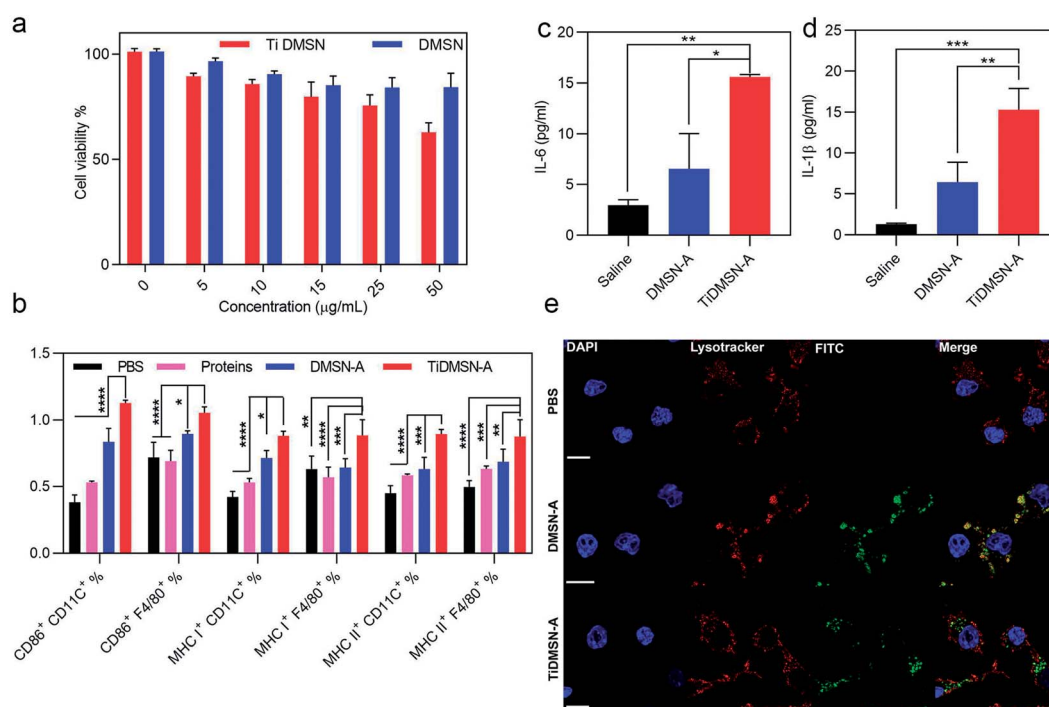 a
Ti DMSN
DMSN
100
50
0
Cell viability %
0
5
10
15
25
50
Concentration (μg/mL)
b
PBS
Proteins
DMSN-A
TiDMSN-A
1.5
1.0
0.5
0.0
****
****
*
****
*
**
****
***
****
***
****
***
**
CD86+ CD11C+ %
CD86+ F4/80+ %
MHC I+ CD11C+ %
MHC I+ F4/80+ %
MHC II+ CD11C+ %
MHC II+ F4/80+ %
c
**
*
20
15
10
5
0
IL-6 (pg/ml)
Saline
DMSN-A
TiDMSN-A
d
***
**
25
20
15
10
5
0
IL-1β (pg/ml)
Saline
DMSN-A
TiDMSN-A
e
DAPI
Lysotracker
FITC
Merge
PBS
DMSN-A
TiDMSN-A